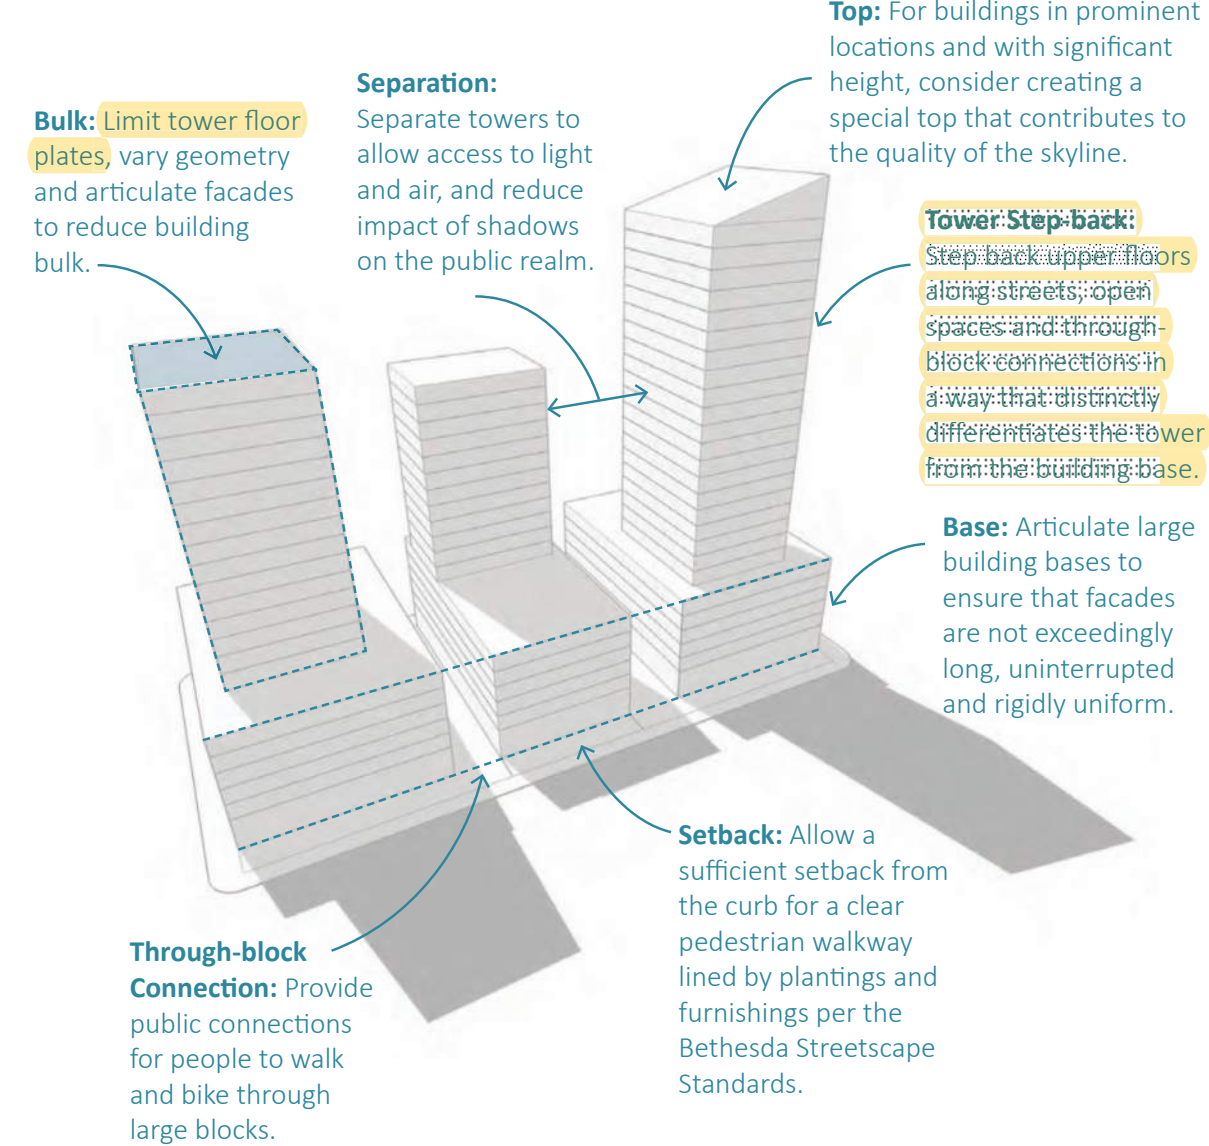 Top: For buildings in prominent
locations and with significant
height, consider creating a
special top that contributes to
the quality of the skyline.
Separation:
Separate towers to
allow access to light
and air, and reduce
impact of shadows
on the public realm.
Bulk: Limit tower floor
plates, vary geometry
and articulate facades
to reduce building
bulk.
Tower Step-back:
Step back upper floors
along streets, open
spaces and through-
block connections in
a way that distinctly
differentiates the tower
from the building base.
Base: Articulate large
building bases to
ensure that facades
are not exceedingly
long, uninterrupted
and rigidly uniform.
Setback: Allow a
sufficient setback from
the curb for a clear
pedestrian walkway
lined by plantings and
furnishings per the
Bethesda Streetscape
Standards.
Through-block
Connection: Provide
public connections
for people to walk
and bike through
large blocks.